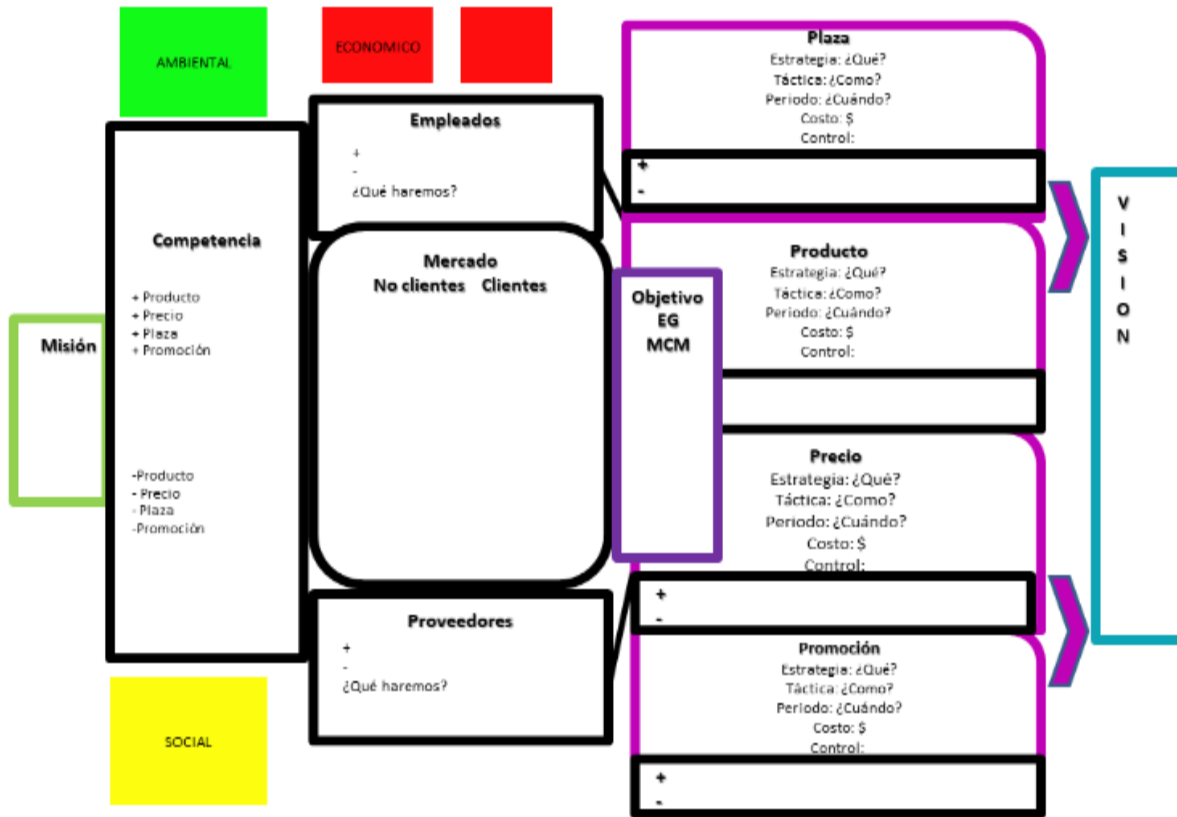 AMBIENTAL
ECONOMICO
Misión
Competencia
+ Producto
+ Precio
+ Plaza
+ Promoción
-Producto
- Precio
- Plaza
-Promoción
SOCIAL
Empleados
+
-
¿Qué haremos?
Mercado
No clientes Clientes
Proveedores
+
-
¿Qué haremos?
Objetivo
EG
MCM
Plaza
Estrategia: ¿Qué?
Táctica: ¿Como?
Periodo: ¿Cuándo?
Costo: $
Control:
+
-
Producto
Estrategia: ¿Qué?
Táctica: ¿Como?
Periodo: ¿Cuándo?
Costo: $
Control:
Precio
Estrategia: ¿Qué?
Táctica: ¿Como?
Periodo: ¿Cuándo?
Costo: $
Control:
+
-
Promoción
Estrategia: ¿Qué?
Táctica: ¿Como?
Período: ¿Cuándo?
Costo: $
Control:
+
-
V
I
S
I
O
N